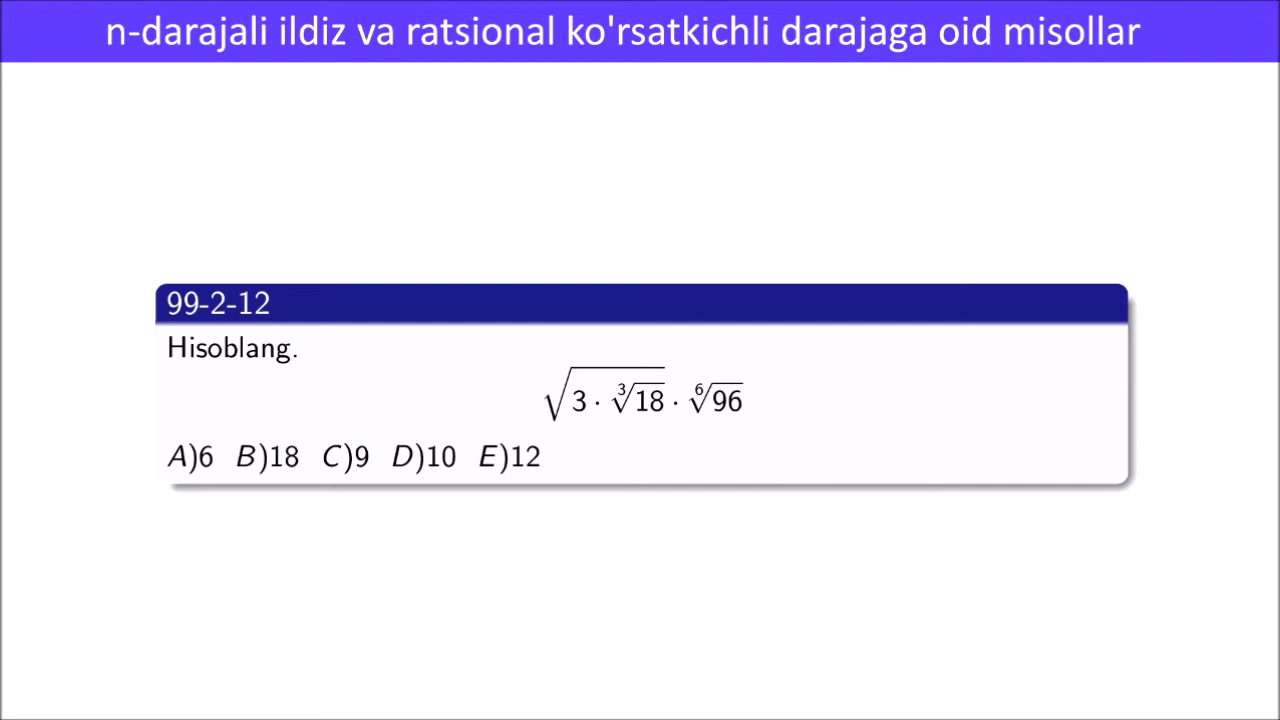 n-darajali ildiz va ratsional ko'rsatkichli darajaga oid misollar
99-2-12
Hisoblang.
√(3 · ∛18) · ⁶√96
A)6 B)18 C)9 D)10 E)12